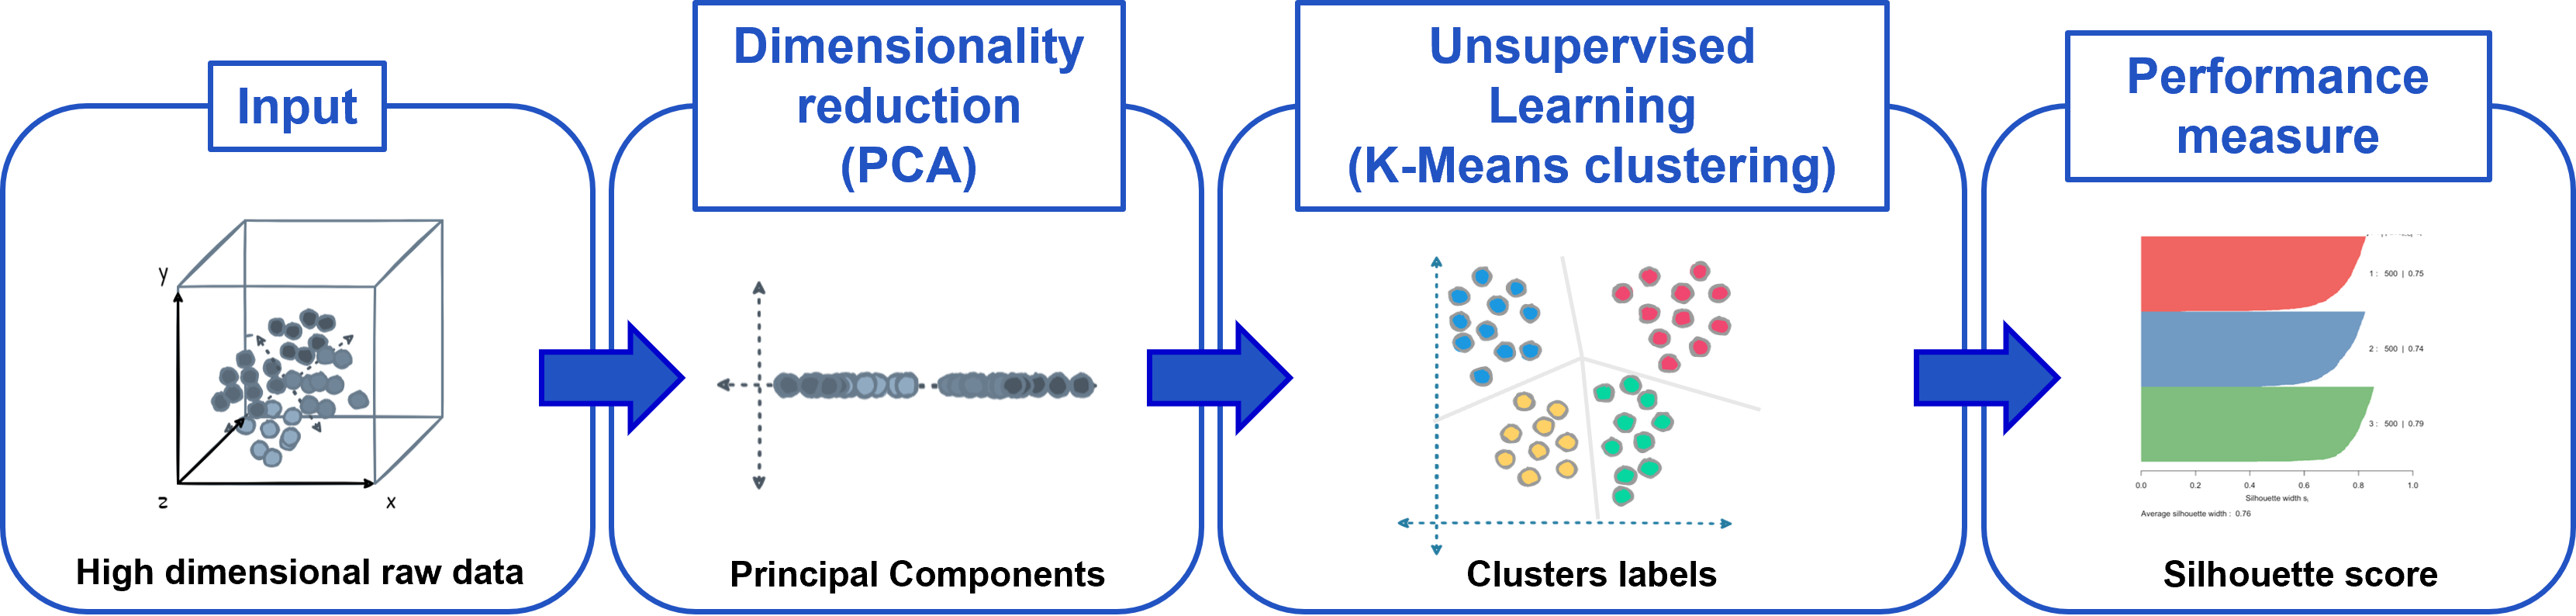 Input
y
z
x
High dimensional raw data
Dimensionality
reduction
(PCA)
Principal Components
Unsupervised
Learning
(K-Means clustering)
Clusters labels
Performance
measure
1 : 500 | 0.75
2 : 500 | 0.74
3 : 500 | 0.79
0.0 0.2 0.4 0.6 0.8 1.0
Silhouette width si
Average silhouette width : 0.76
Silhouette score